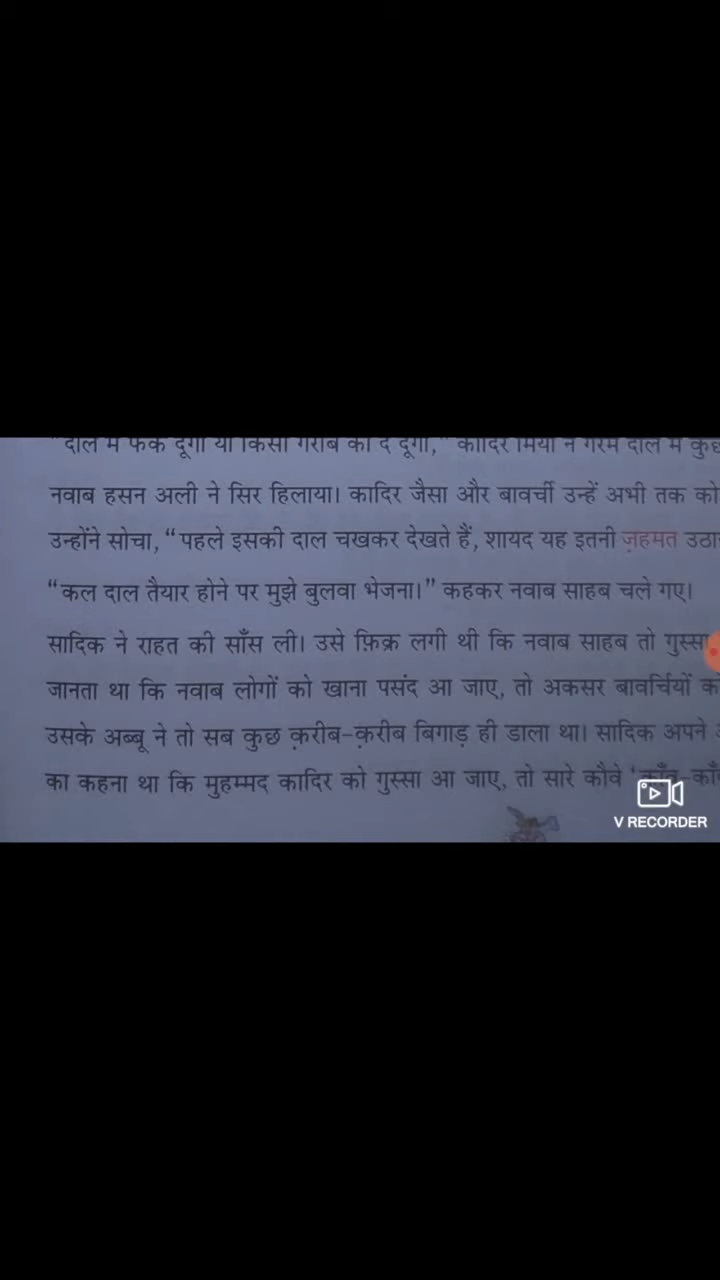 "दाल में फेंक दूँगा या किसी गरीब को दे दूँगा," कादिर मियाँ ने गरम दाल में
नवाब हसन अली ने सिर हिलाया। कादिर जैसा और बावर्ची उन्हें अभी तक
उन्होंने सोचा, "पहले इसकी दाल चखकर देखते हैं, शायद यह इतनी ज़हमत
"कल दाल तैयार होने पर मुझे बुलवा भेजना।" कहकर नवाब साहब चले गए।
सादिक ने राहत की साँस ली। उसे फ़िक्र लगी थी कि नवाब साहब तो गुस्सा
जानता था कि नवाब लोगों को खाना पसंद आ जाए, तो अकसर बावर्चियों
उसके अब्बू ने तो सब कुछ क़रीब-क़रीब बिगाड़ ही डाला था। सादिक अपने
का कहना था कि मुहम्मद कादिर को गुस्सा आ जाए, तो सारे कौवे
V RECORDER